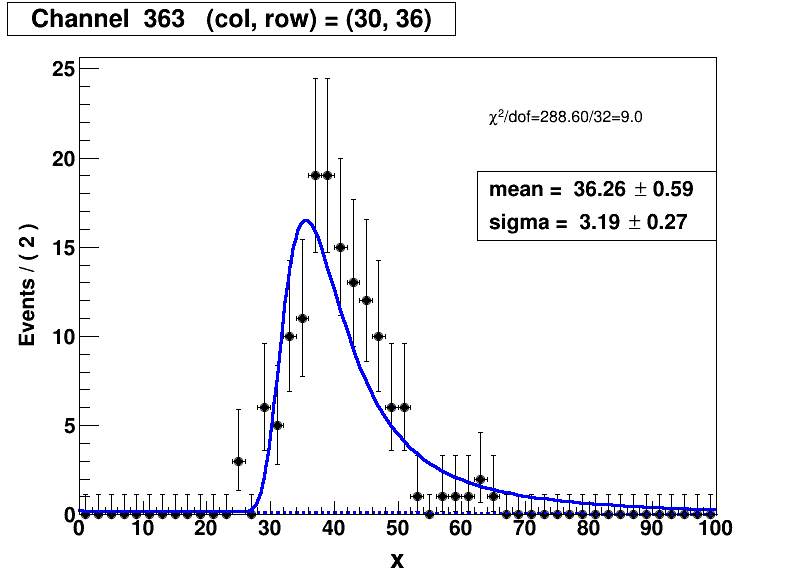 Channel  363   (col, row) = (30, 36)
25
χ²/dof=288.60/32=9.0
20
mean =  36.26 ± 0.59
sigma =  3.19 ± 0.27
15
Events / ( 2 )
10
5
0
0 10 20 30 40 50 60 70 80 90 100
x